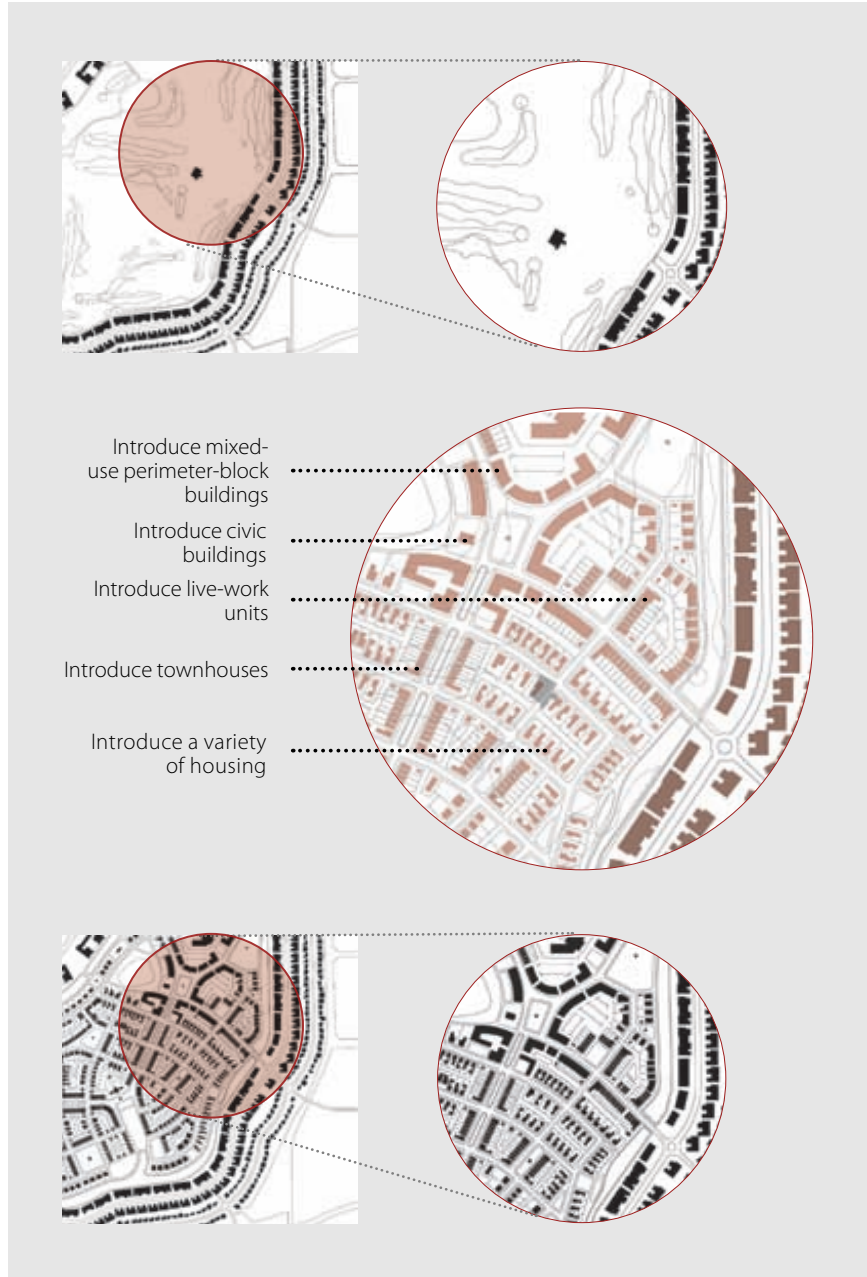 Introduce mixed-
use perimeter-block
buildings
Introduce civic
buildings
Introduce live-work
units
Introduce townhouses
Introduce a variety
of housing